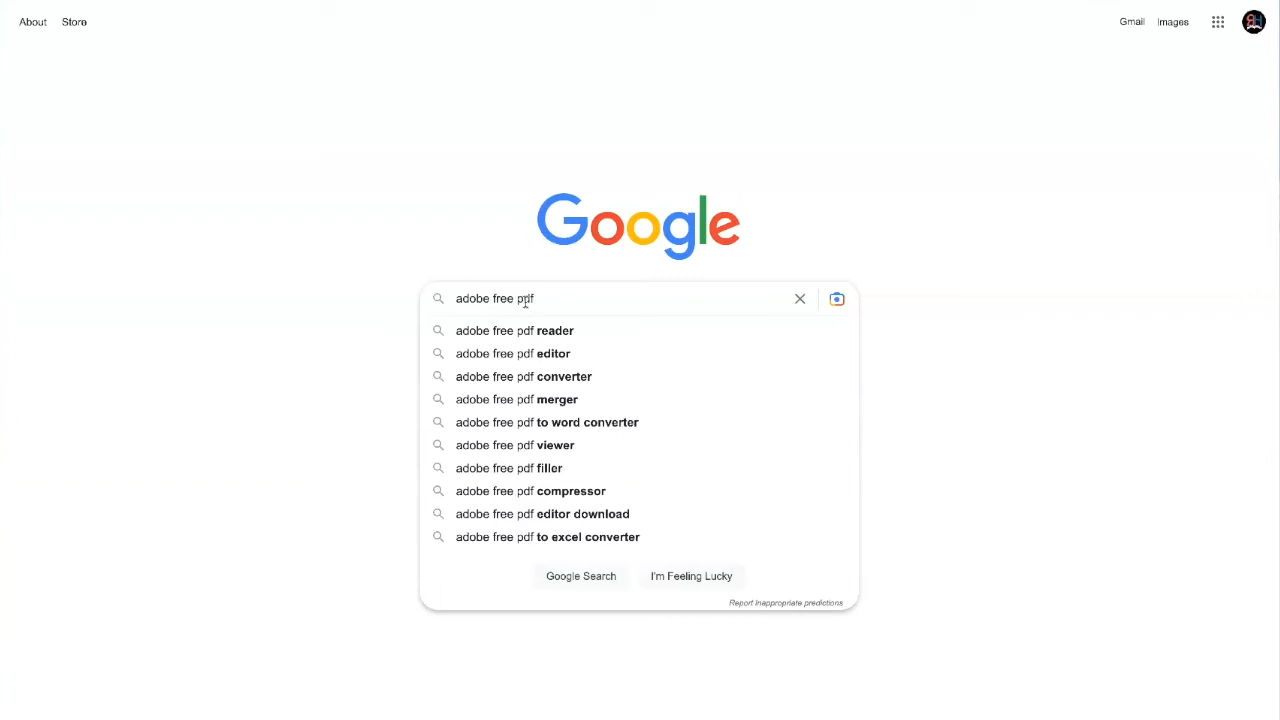 About Store
Gmail Images
Google
adobe free pdf
adobe free pdf reader
adobe free pdf editor
adobe free pdf converter
adobe free pdf merger
adobe free pdf to word converter
adobe free pdf viewer
adobe free pdf filler
adobe free pdf compressor
adobe free pdf editor download
adobe free pdf to excel converter
Google Search I'm Feeling Lucky
Report inappropriate predictions